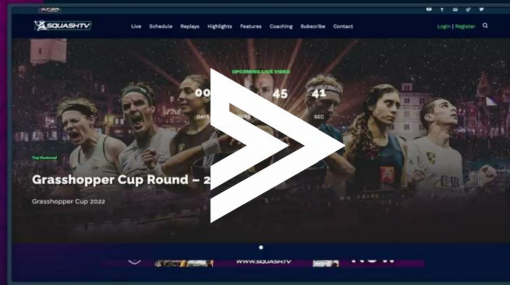 SQUASHTV
Live Schedule Replays Highlights Features Coaching Subscribe Contact
Login | Register
UPCOMING LIVE VIDEO
00 45 41
DAYS SEC
Top Featured
Grasshopper Cup Round – 2
Grasshopper Cup 2022
WWW.SQUASHTV